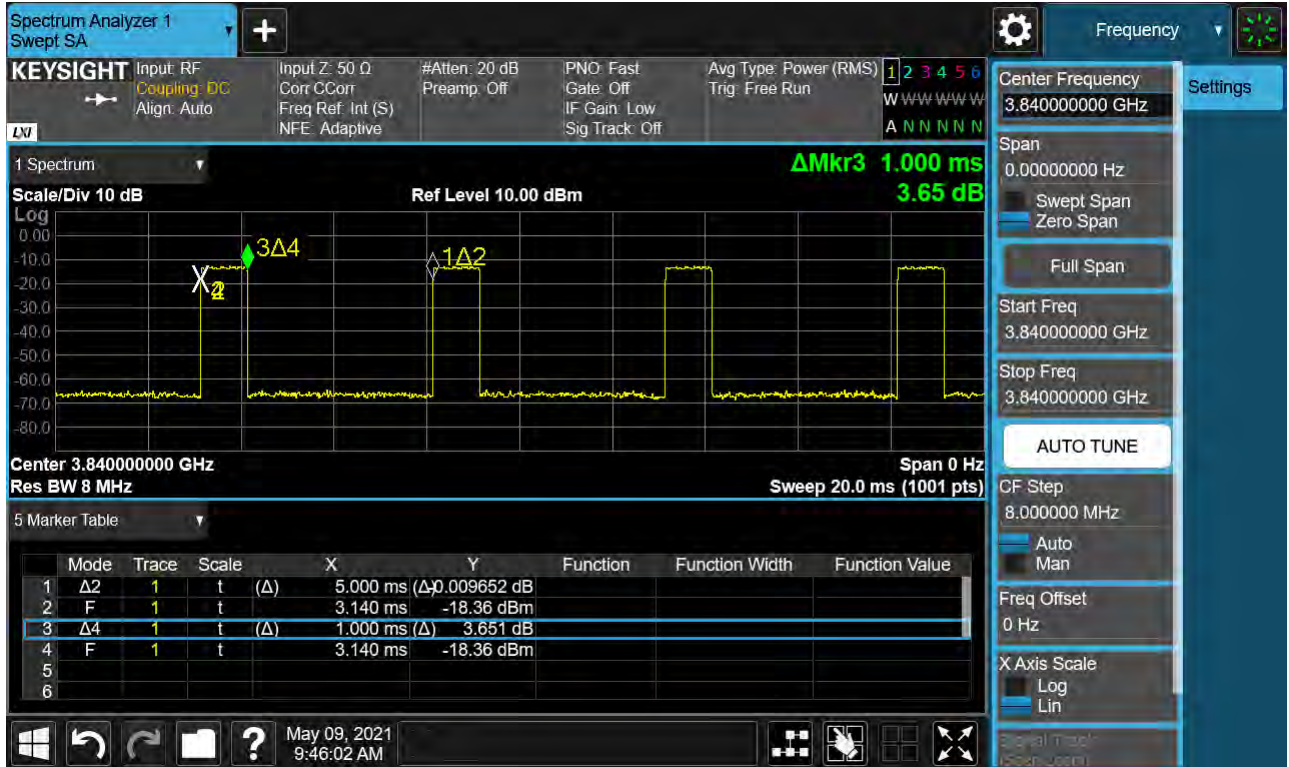 Spectrum Analyzer 1
Swept SA
Frequency
KEYSIGHT
LXI
Input: RF
Coupling: DC
Align: Auto
Input Z: 50 Ω
Corr CCorr
Freq Ref: Int (S)
NFE: Adaptive
#Atten: 20 dB
Preamp: Off
PNO: Fast
Gate: Off
IF Gain: Low
Sig Track: Off
Avg Type: Power (RMS)
Trig: Free Run
1 2 3 4 5 6
W W W W W W
A N N N N N
1 Spectrum
Scale/Div 10 dB
Ref Level 10.00 dBm
ΔMkr3 1.000 ms
3.65 dB
Log
0.00
-10.0
-20.0
-30.0
-40.0
-50.0
-60.0
-70.0
-80.0
3Δ4
1Δ2
Center 3.840000000 GHz
Span 0 Hz
Res BW 8 MHz
Sweep 20.0 ms (1001 pts)
5 Marker Table
Mode Trace Scale X Y Function Function Width Function Value
1 Δ2 1 t (Δ) 5.000 ms (Δ) -0.009652 dB
2 F 1 t 3.140 ms -18.36 dBm
3 Δ4 1 t (Δ) 1.000 ms (Δ) 3.651 dB
4 F 1 t 3.140 ms -18.36 dBm
5
6
May 09, 2021
9:46:02 AM
Center Frequency
3.840000000 GHz
Settings
Span
0.00000000 Hz
Swept Span
Zero Span
Full Span
Start Freq
3.840000000 GHz
Stop Freq
3.840000000 GHz
AUTO TUNE
CF Step
8.000000 MHz
Auto
Man
Freq Offset
0 Hz
X Axis Scale
Log
Lin